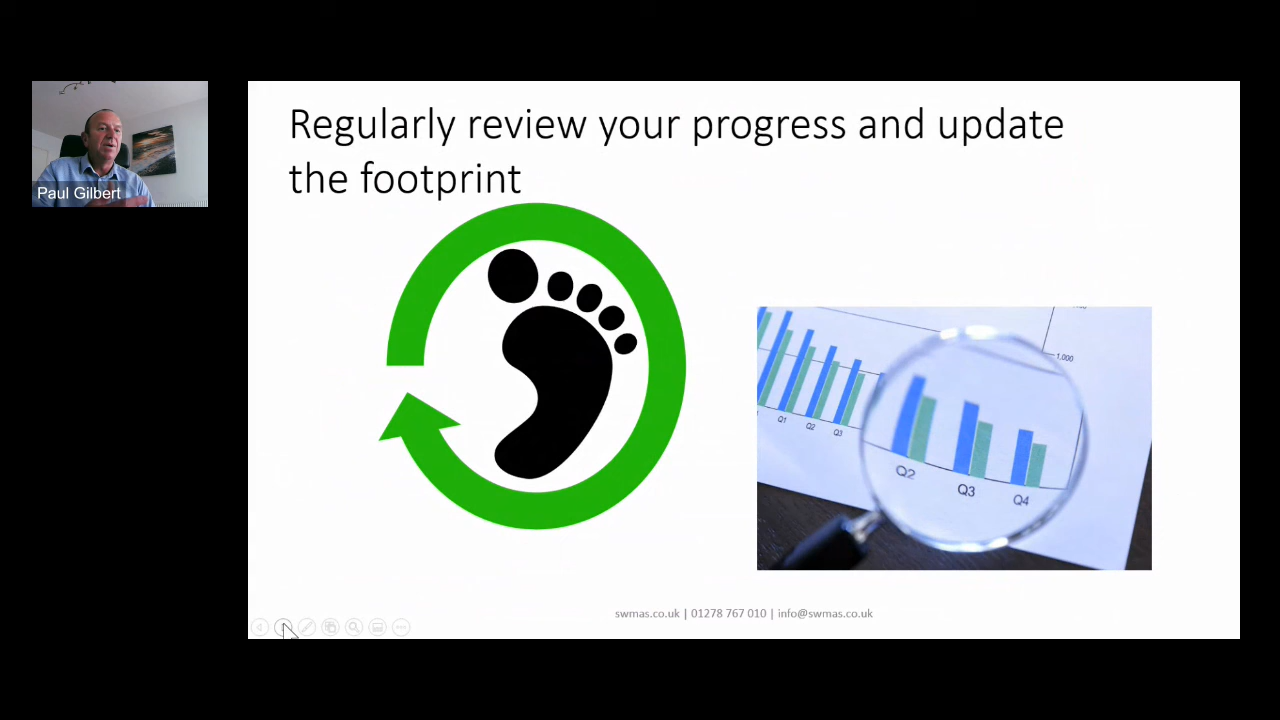 Paul Gilbert
Regularly review your progress and update
the footprint
1,000
Q1
Q2
Q3
Q2
Q3
Q4
swmas.co.uk | 01278 767 010 | info@swmas.co.uk